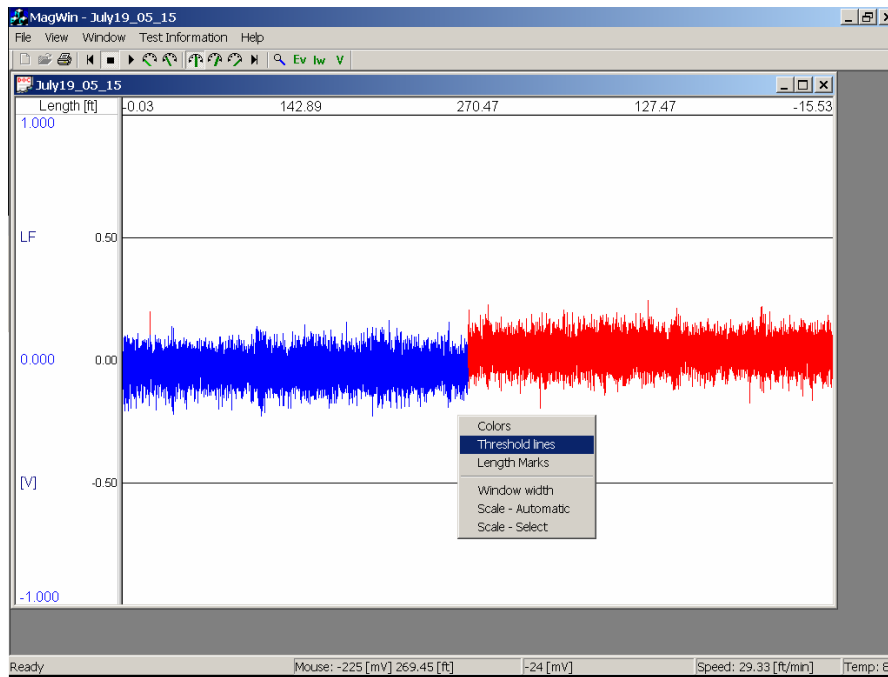 MagWin - July19_05_15
File View Window Test Information Help
Ev Iw V
July19_05_15
Length [ft] -0.03 142.89 270.47 127.47 -15.53
1.000
LF 0.50
0.000 0.00
Colors
Threshold lines
Length Marks
[V] -0.50
Window width
Scale - Automatic
Scale - Select
-1.000
Ready Mouse: -225 [mV] 269.45 [ft] -24 [mV] Speed: 29.33 [ft/min] Temp: 8